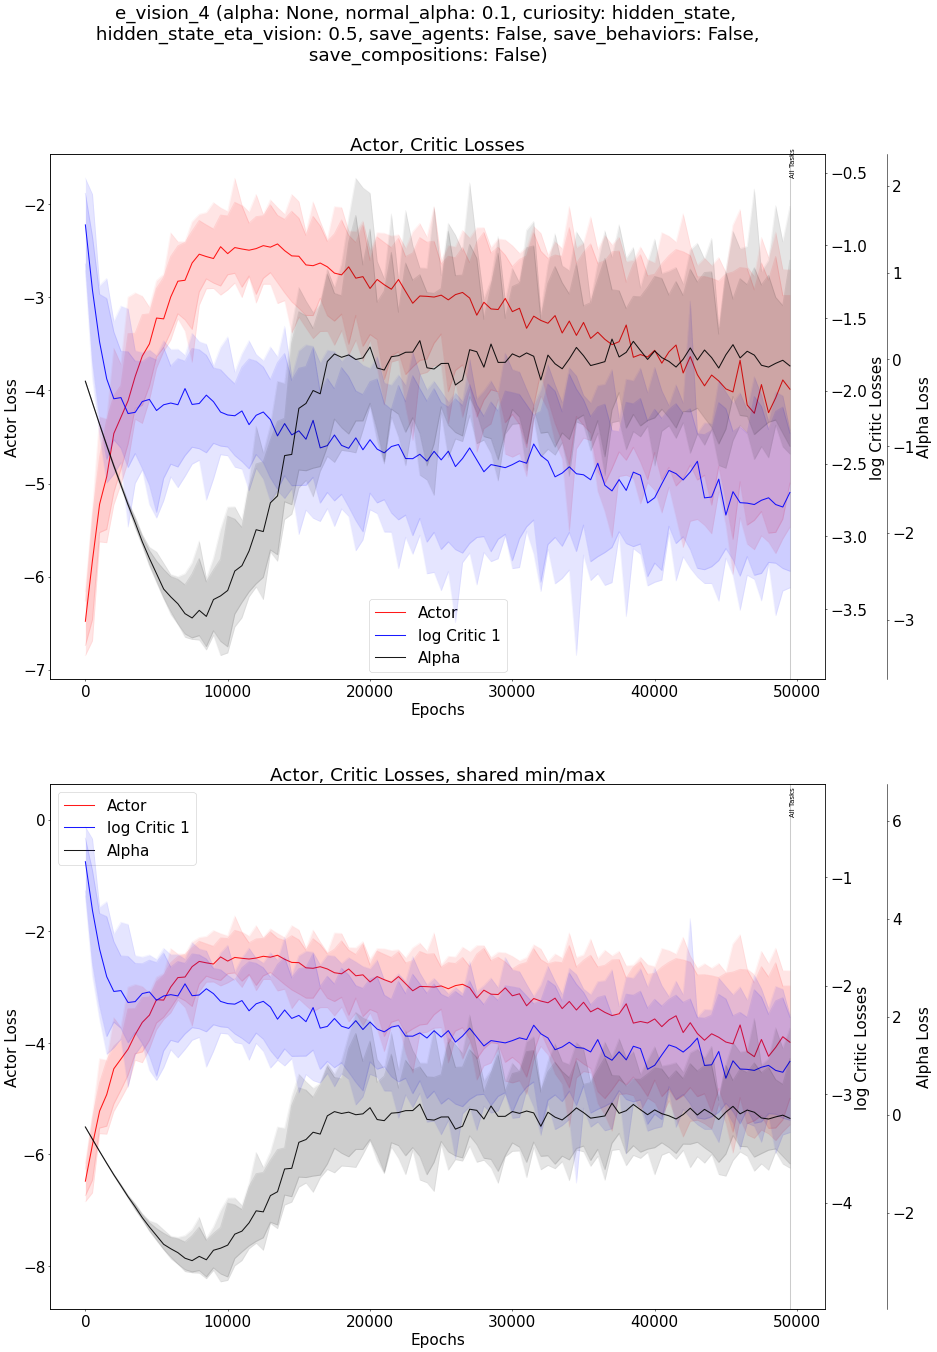 e_vision_4 (alpha: None, normal_alpha: 0.1, curiosity: hidden_state,
hidden_state_eta_vision: 0.5, save_agents: False, save_behaviors: False,
save_compositions: False)
Actor, Critic Losses
All Tasks
−2
−3
−4
−5
−6
−7
Actor Loss
−0.5
−1.0
−1.5
−2.0
−2.5
−3.0
−3.5
log Critic Losses
2
1
0
−1
−2
−3
Alpha Loss
Actor
log Critic 1
Alpha
0
10000
20000
30000
40000
50000
Epochs
Actor, Critic Losses, shared min/max
All Tasks
Actor
log Critic 1
Alpha
0
−2
−4
−6
−8
Actor Loss
−1
−2
−3
−4
log Critic Losses
6
4
2
0
−2
Alpha Loss
0
10000
20000
30000
40000
50000
Epochs